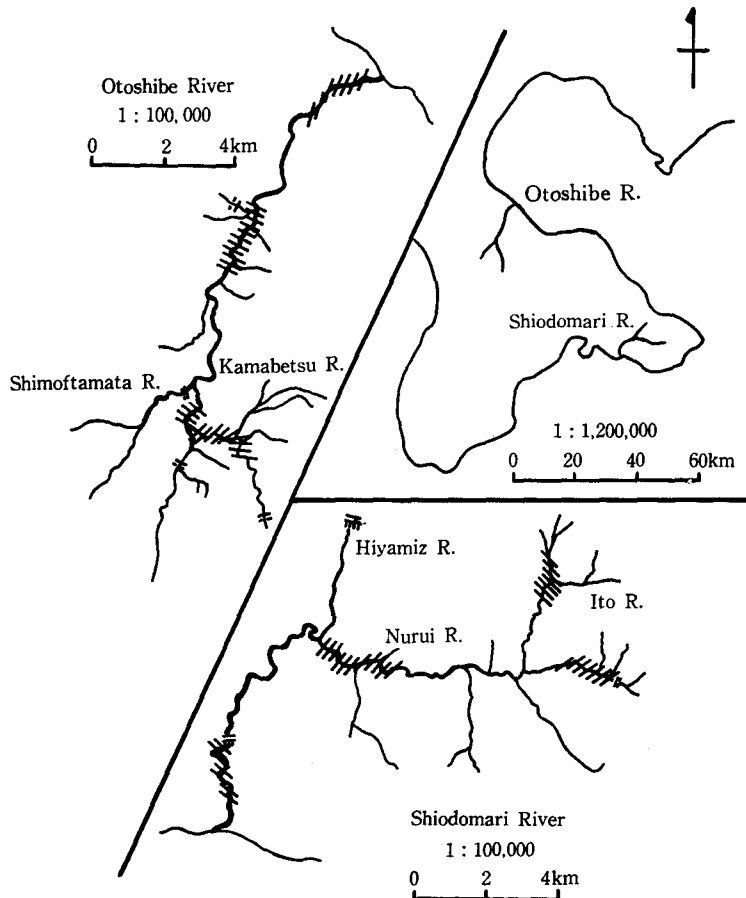 Otoshibe River
1 : 100,000
0 2 4km
Shimoftamata R.
Kamabetsu R.
Otoshibe R.
Shiodomari R.
1 : 1,200,000
0 20 40 60km
Hiyamiz R.
Ito R.
Nurui R.
Shiodomari River
1 : 100,000
0 2 4km